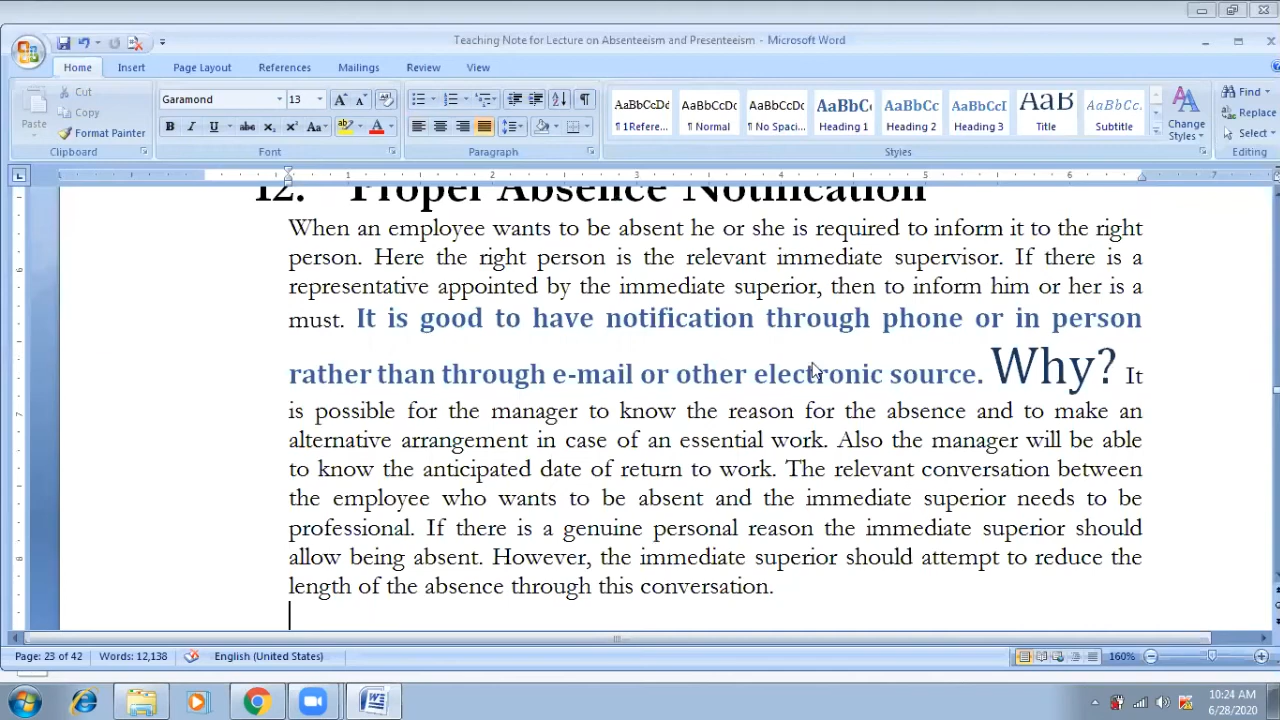 Teaching Note for Lecture on Absenteeism and Presenteeism - Microsoft Word
Home Insert Page Layout References Mailings Review View
Paste
Cut
Copy
Format Painter
Clipboard
Garamond 13
Font
Paragraph
AaBbCcDd AaBbCcDc AaBbCcDc AaBbC AaBbCc AaBbCcI AaB AaBbCc.
¶ 1Refere... ¶ Normal ¶ No Spaci... Heading 1 Heading 2 Heading 3 Title Subtitle
Styles
Change
Styles
Find
Replace
Select
Editing
1 2 3 4 5 6 7
12. Proper Absence Notification
When an employee wants to be absent he or she is required to inform it to the right
person. Here the right person is the relevant immediate supervisor. If there is a
representative appointed by the immediate superior, then to inform him or her is a
must. It is good to have notification through phone or in person
rather than through e-mail or other electronic source. Why? It
is possible for the manager to know the reason for the absence and to make an
alternative arrangement in case of an essential work. Also the manager will be able
to know the anticipated date of return to work. The relevant conversation between
the employee who wants to be absent and the immediate superior needs to be
professional. If there is a genuine personal reason the immediate superior should
allow being absent. However, the immediate superior should attempt to reduce the
length of the absence through this conversation.
Page: 23 of 42 Words: 12,138 English (United States) 160%
10:24 AM
6/28/2020